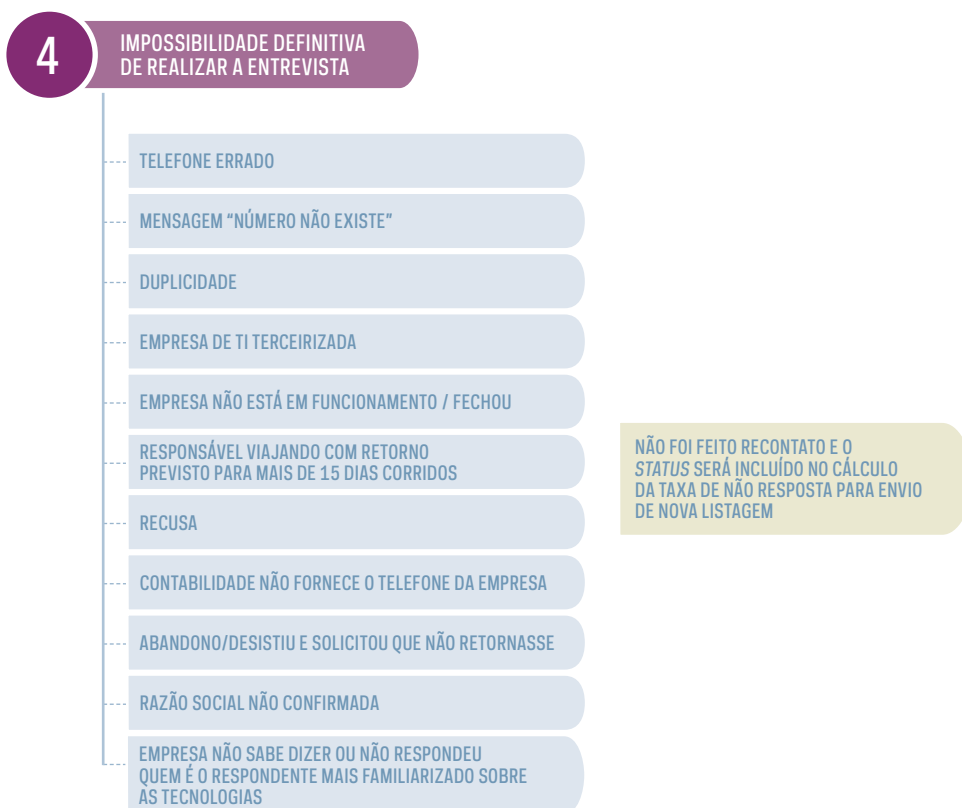 4
IMPOSSIBILIDADE DEFINITIVA
DE REALIZAR A ENTREVISTA
TELEFONE ERRADO
MENSAGEM “NÚMERO NÃO EXISTE”
DUPLICIDADE
EMPRESA DE TI TERCEIRIZADA
EMPRESA NÃO ESTÁ EM FUNCIONAMENTO / FECHOU
RESPONSÁVEL VIAJANDO COM RETORNO
PREVISTO PARA MAIS DE 15 DIAS CORRIDOS
RECUSA
CONTABILIDADE NÃO FORNECE O TELEFONE DA EMPRESA
ABANDONO/DESISTIU E SOLICITOU QUE NÃO RETORNASSE
RAZÃO SOCIAL NÃO CONFIRMADA
EMPRESA NÃO SABE DIZER OU NÃO RESPONDEU
QUEM É O RESPONDENTE MAIS FAMILIARIZADO SOBRE
AS TECNOLOGIAS
NÃO FOI FEITO RECONTATO E O
STATUS SERÁ INCLUÍDO NO CÁLCULO
DA TAXA DE NÃO RESPOSTA PARA ENVIO
DE NOVA LISTAGEM